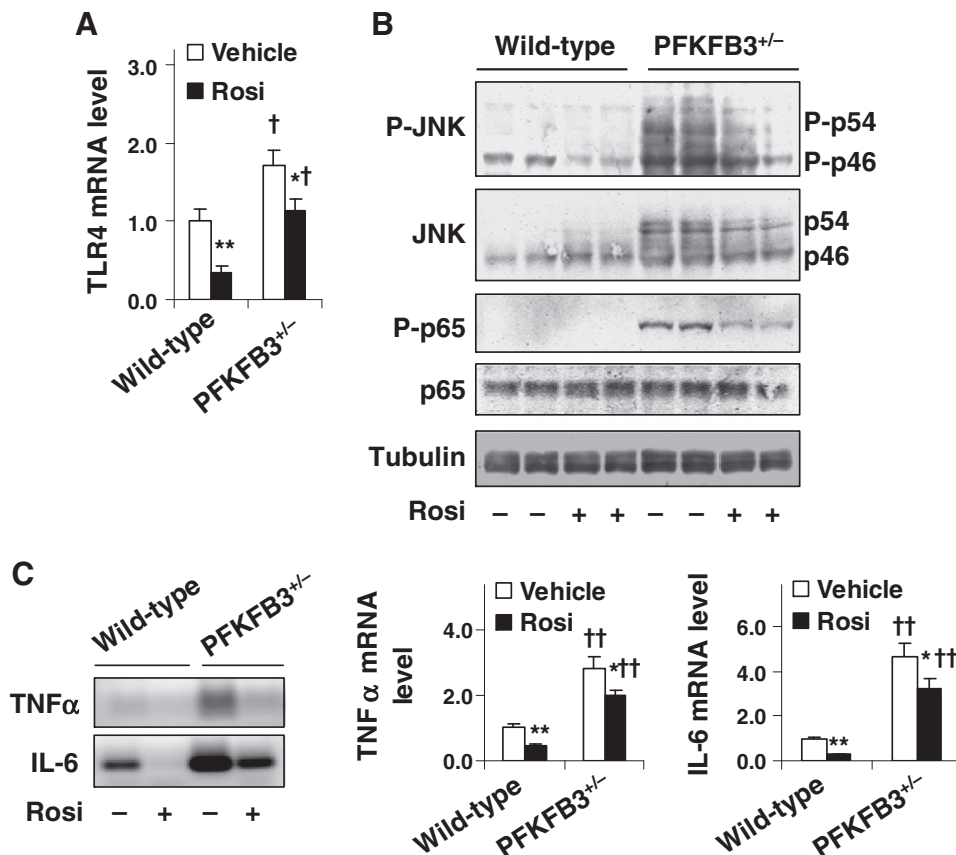 A
TLR4 mRNA level
Vehicle
Rosi
3.0
2.0
1.0
0.0
†
*†
**
Wild-type
PFKFB3+/–
B
Wild-type PFKFB3+/–
P-JNK P-p54
P-p46
JNK p54
p46
P-p65
p65
Tubulin
Rosi – – + + – – + +
C
Wild-type PFKFB3+/–
TNFα
IL-6
Rosi – + – +
TNF α mRNA
level
Vehicle
Rosi
4.0
2.0
0.0
††
*††
**
Wild-type
PFKFB3+/–
IL-6 mRNA level
Vehicle
Rosi
6.0
4.0
2.0
0.0
††
*††
**
Wild-type
PFKFB3+/–